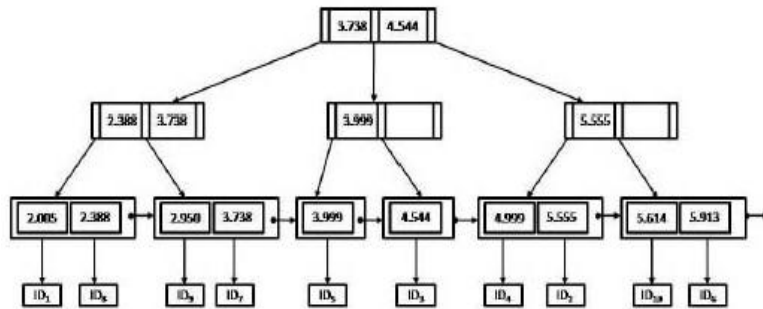 3.738 4.544
2.388 3.738 3.999 5.555
2.005 2.388 2.950 3.738 3.999 4.544 4.999 5.555 5.614 5.913
ID₁ ID₈ ID₉ ID₇ ID₅ ID₃ ID₄ ID₂ ID₁₀ ID₆